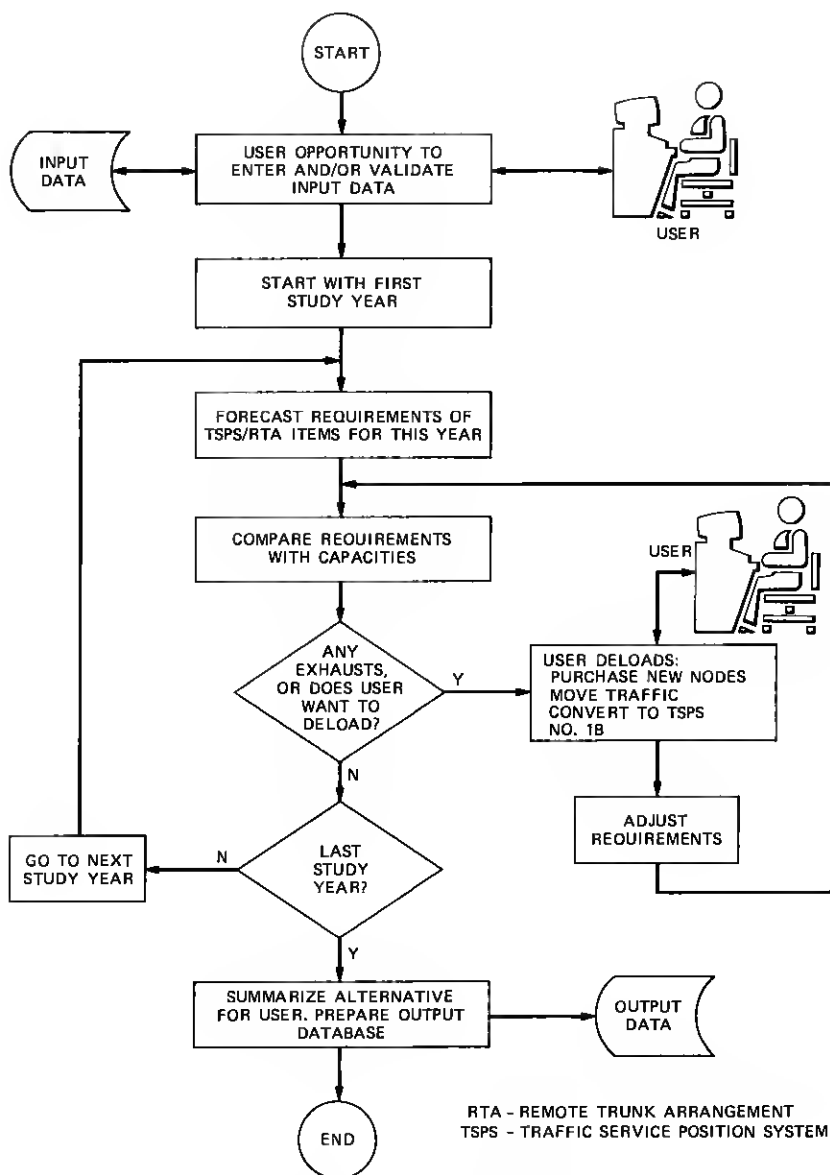 START
INPUT
DATA
USER OPPORTUNITY TO
ENTER AND/OR VALIDATE
INPUT DATA
USER
START WITH FIRST
STUDY YEAR
FORECAST REQUIREMENTS OF
TSPS/RTA ITEMS FOR THIS YEAR
COMPARE REQUIREMENTS
WITH CAPACITIES
USER
ANY
EXHAUSTS,
OR DOES USER
WANT TO
DELOAD?
Y
USER DELOADS:
PURCHASE NEW NODES
MOVE TRAFFIC
CONVERT TO TSPS
NO. 1B
N
ADJUST
REQUIREMENTS
GO TO NEXT
STUDY YEAR
N
LAST
STUDY
YEAR?
Y
SUMMARIZE ALTERNATIVE
FOR USER. PREPARE OUTPUT
DATABASE
OUTPUT
DATA
END
RTA - REMOTE TRUNK ARRANGEMENT
TSPS - TRAFFIC SERVICE POSITION SYSTEM